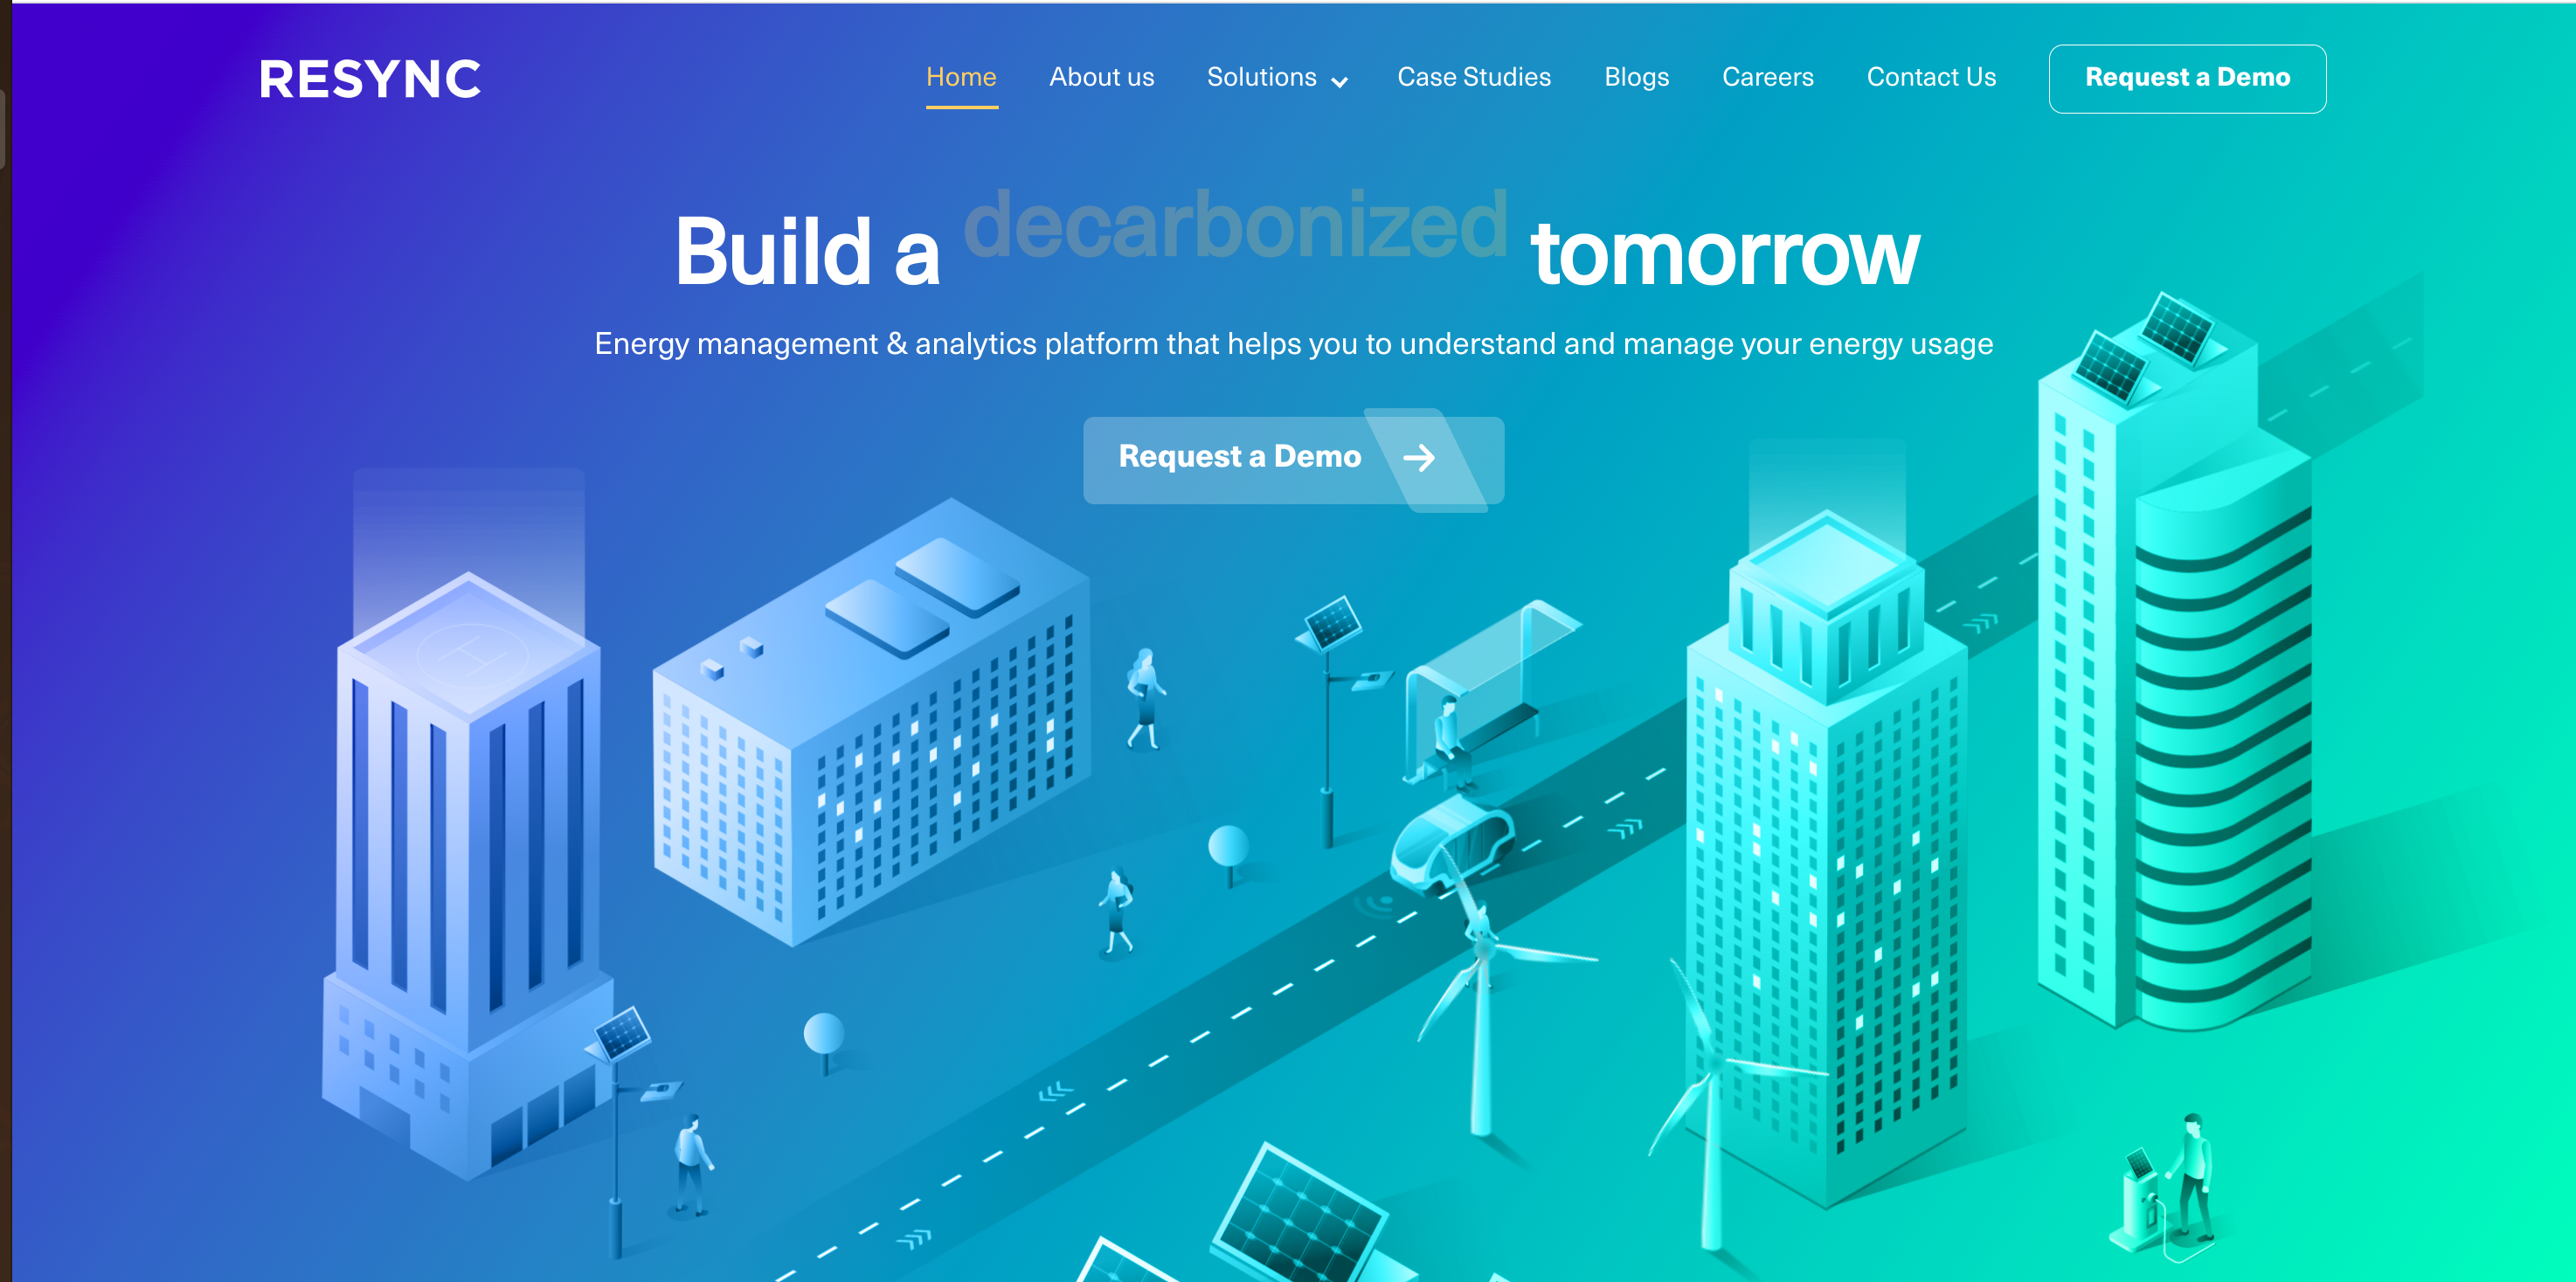 RESYNC
Home About us Solutions Case Studies Blogs Careers Contact Us Request a Demo
Build a decarbonized tomorrow
Energy management & analytics platform that helps you to understand and manage your energy usage
Request a Demo
H